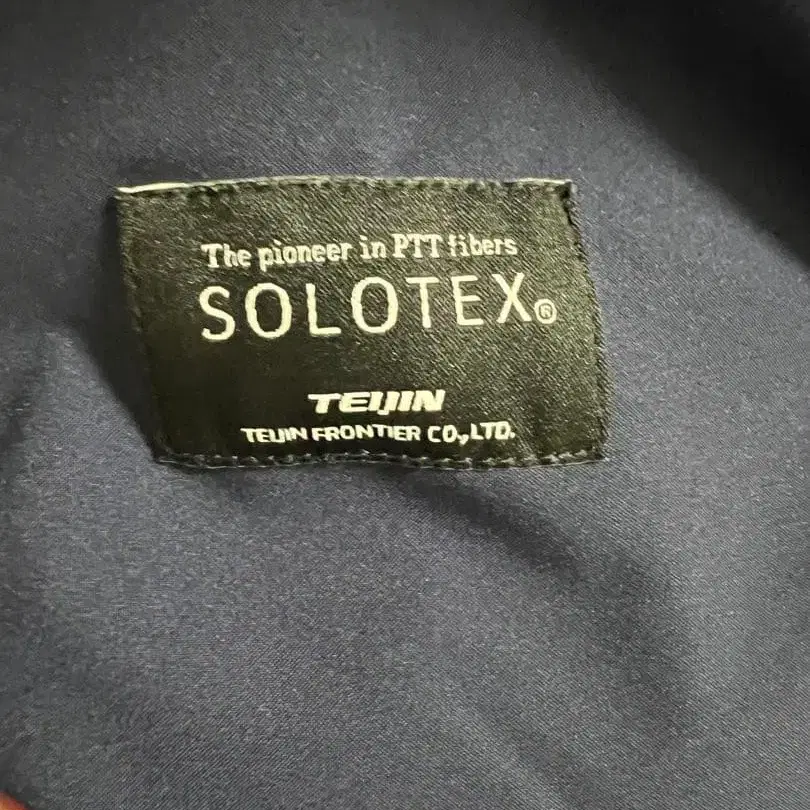 The pioneer in PTT fibers
SOLOTEX®
TEIJIN
TEIJIN FRONTIER CO.,LTD.